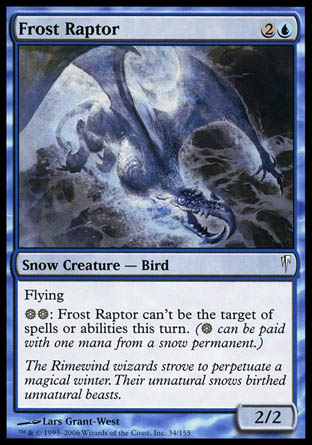 Frost Raptor 2
Snow Creature — Bird
Flying
: Frost Raptor can't be the target of
spells or abilities this turn. ( can be paid
with one mana from a snow permanent.)
The Rimewind wizards strove to perpetuate a
magical winter. Their unnatural snows birthed
unnatural beasts.
Lars Grant-West
™ & © 1993–2006 Wizards of the Coast, Inc. 34/155
2/2